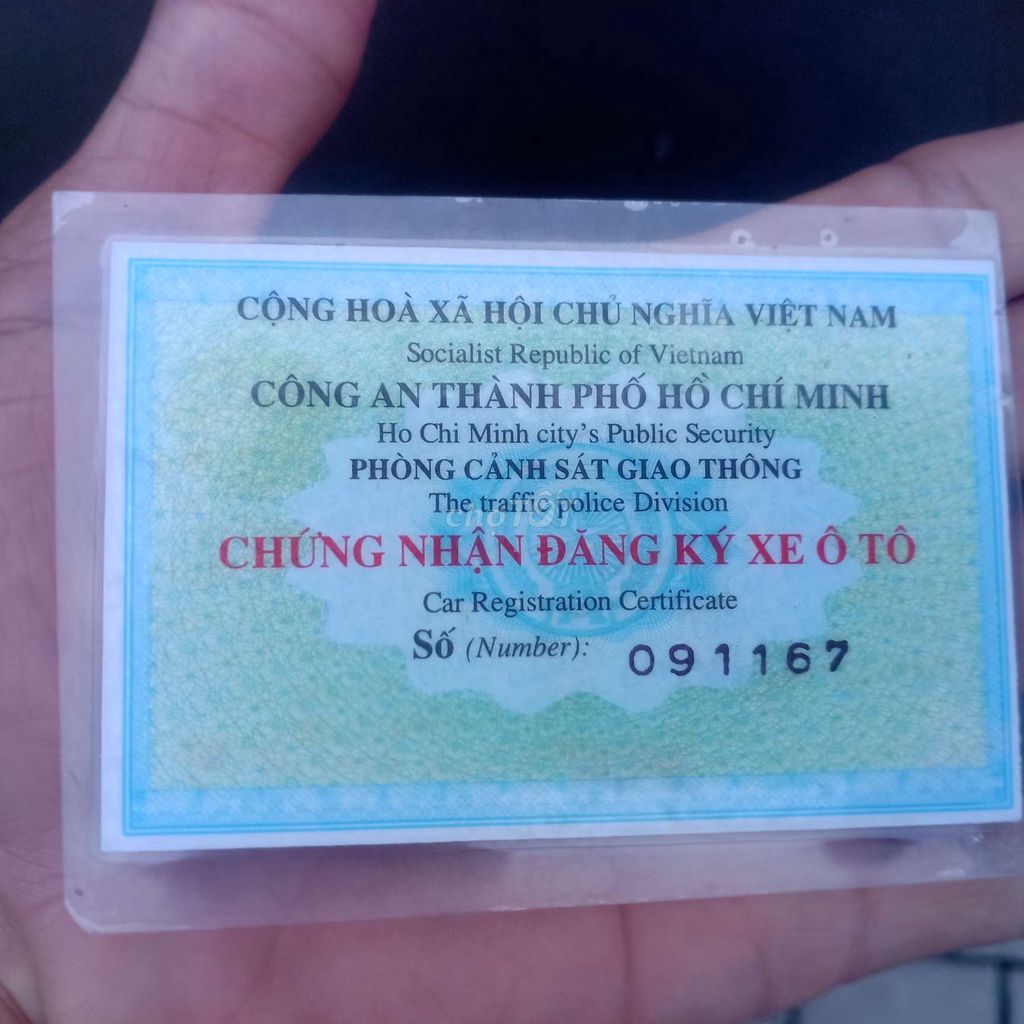 CỘNG HOÀ XÃ HỘI CHỦ NGHĨA VIỆT NAM
Socialist Republic of Vietnam
CÔNG AN THÀNH PHỐ HỒ CHÍ MINH
Ho Chi Minh city's Public Security
PHÒNG CẢNH SÁT GIAO THÔNG
The traffic police Division
chợTỐT
CHỨNG NHẬN ĐĂNG KÝ XE Ô TÔ
Car Registration Certificate
Số (Number): 091167